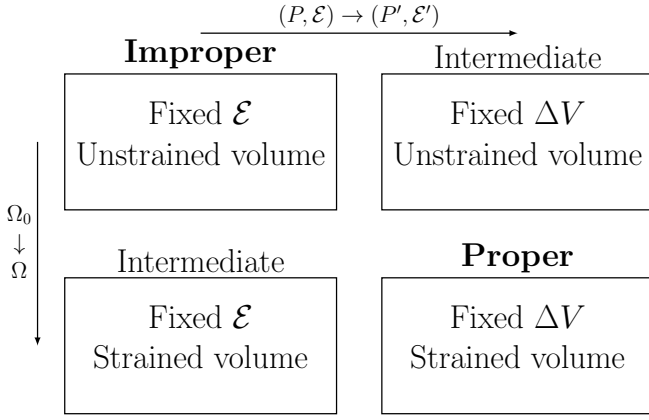 (P, ℰ) → (P′, ℰ′)
Improper
Intermediate
Fixed ℰ
Unstrained volume
Fixed ΔV
Unstrained volume
Ω₀
↓
Ω
Intermediate
Proper
Fixed ℰ
Strained volume
Fixed ΔV
Strained volume